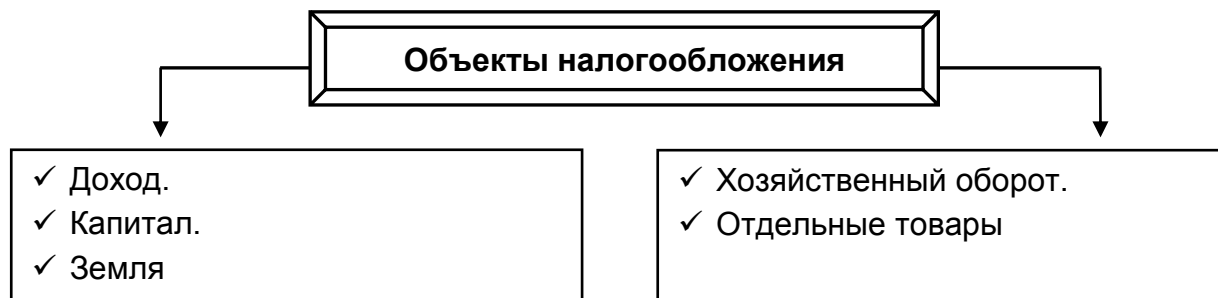 Объекты налогообложения
✓ Доход.
✓ Капитал.
✓ Земля
✓ Хозяйственный оборот.
✓ Отдельные товары